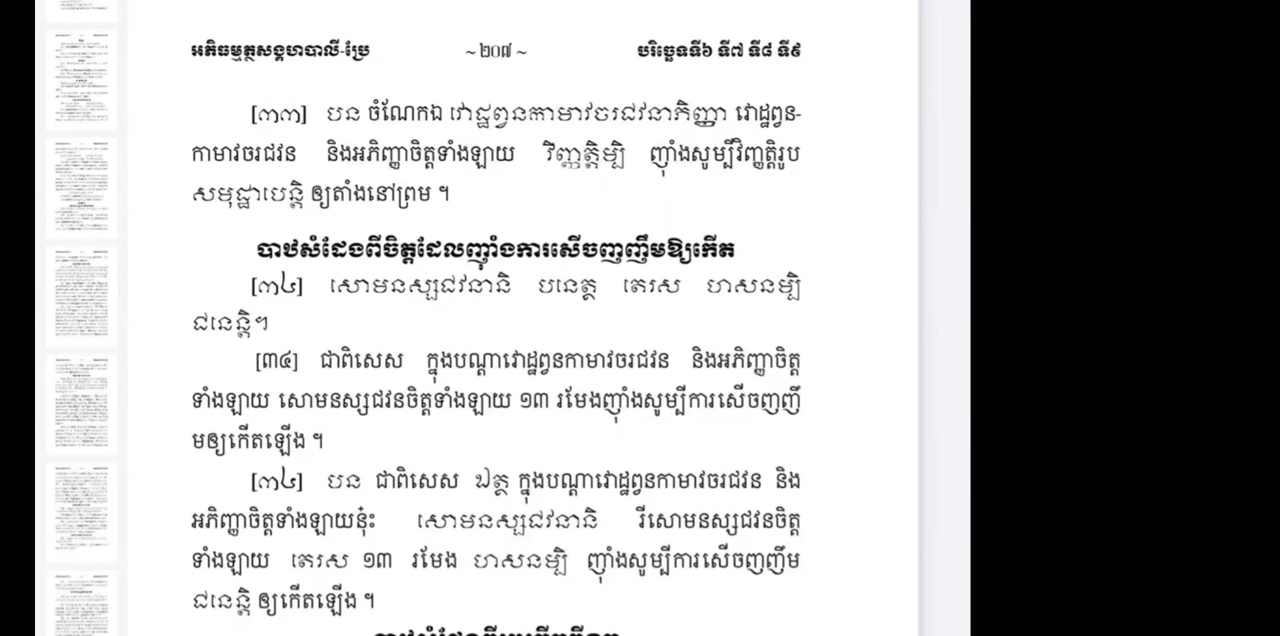 អភិធម្មត្ថសង្គហបាលី-ប្រែ ~ ២០៧ ~ បរិច្ឆេទទី៦ ទី៧ ទី៨ ទី៩
[៣៣] បន ចំណែកឯ វោដ្ឋព្វនកាមាវចរជវនាភិញ្ញា វោដ្ឋព្វន-
កាមាវចរជវន និងអភិញ្ញាចិត្តទាំងឡាយ វិញ្ញត្តិម្បិ ញ៉ាំងសូម្បីវិញ្ញត្តិរូប
សមុដ្ឋាបេន្តិ ឲ្យតាំងនៅព្រម ។
បាឋសំដែងពីចិត្តដែលញ៉ាំងការសើចញញឹមឱ្យកើត
[៣៤] សោមនស្សជវនានិ បនេត្ថ តេរស ហសនម្បិ
ជនេន្តិ។
[៣៤] ជាពិសេស ក្នុងបណ្តាវោដ្ឋព្វនកាមាវចរជវន និងអភិញ្ញាចិត្ត
ទាំងឡាយ សោមនស្សជវនចិត្តទាំងឡាយ ១៣ រមែងញ៉ាំងសូម្បីការសើចញញឹ
មឲ្យកើតឡើង ។
[៣៤] បន ជាពិសេស ឯត្ថ ក្នុងបណ្តាវោដ្ឋព្វនកាមាវចរជវន និង
អភិញ្ញាចិត្តទាំងឡាយនុ៎ះ សោមនស្សជវនានិ រីសោមនស្សជវនចិត្ត
ទាំងឡាយ តេរស ១៣ រមែង ហសនម្បិ ញ៉ាំងសូម្បីការសើចញញឹម
ជនេន្តិ ឲ្យកើតឡើង ។